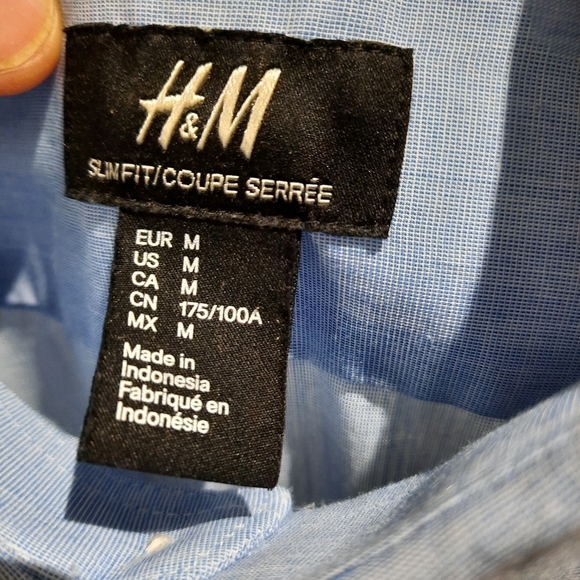 H&M
SLIM FIT/COUPE SERRÉE
EUR M
US M
CA M
CN 175/100A
MX M
Made in
Indonesia
Fabriqué en
Indonésie